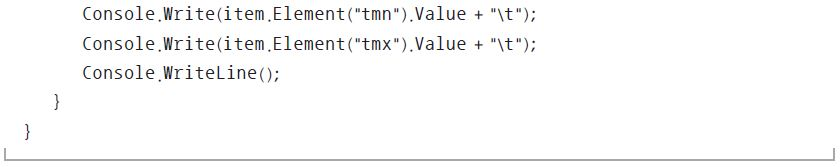 Console.Write(item.Element("tmn").Value + "\t");
Console.Write(item.Element("tmx").Value + "\t");
Console.WriteLine();
}
}